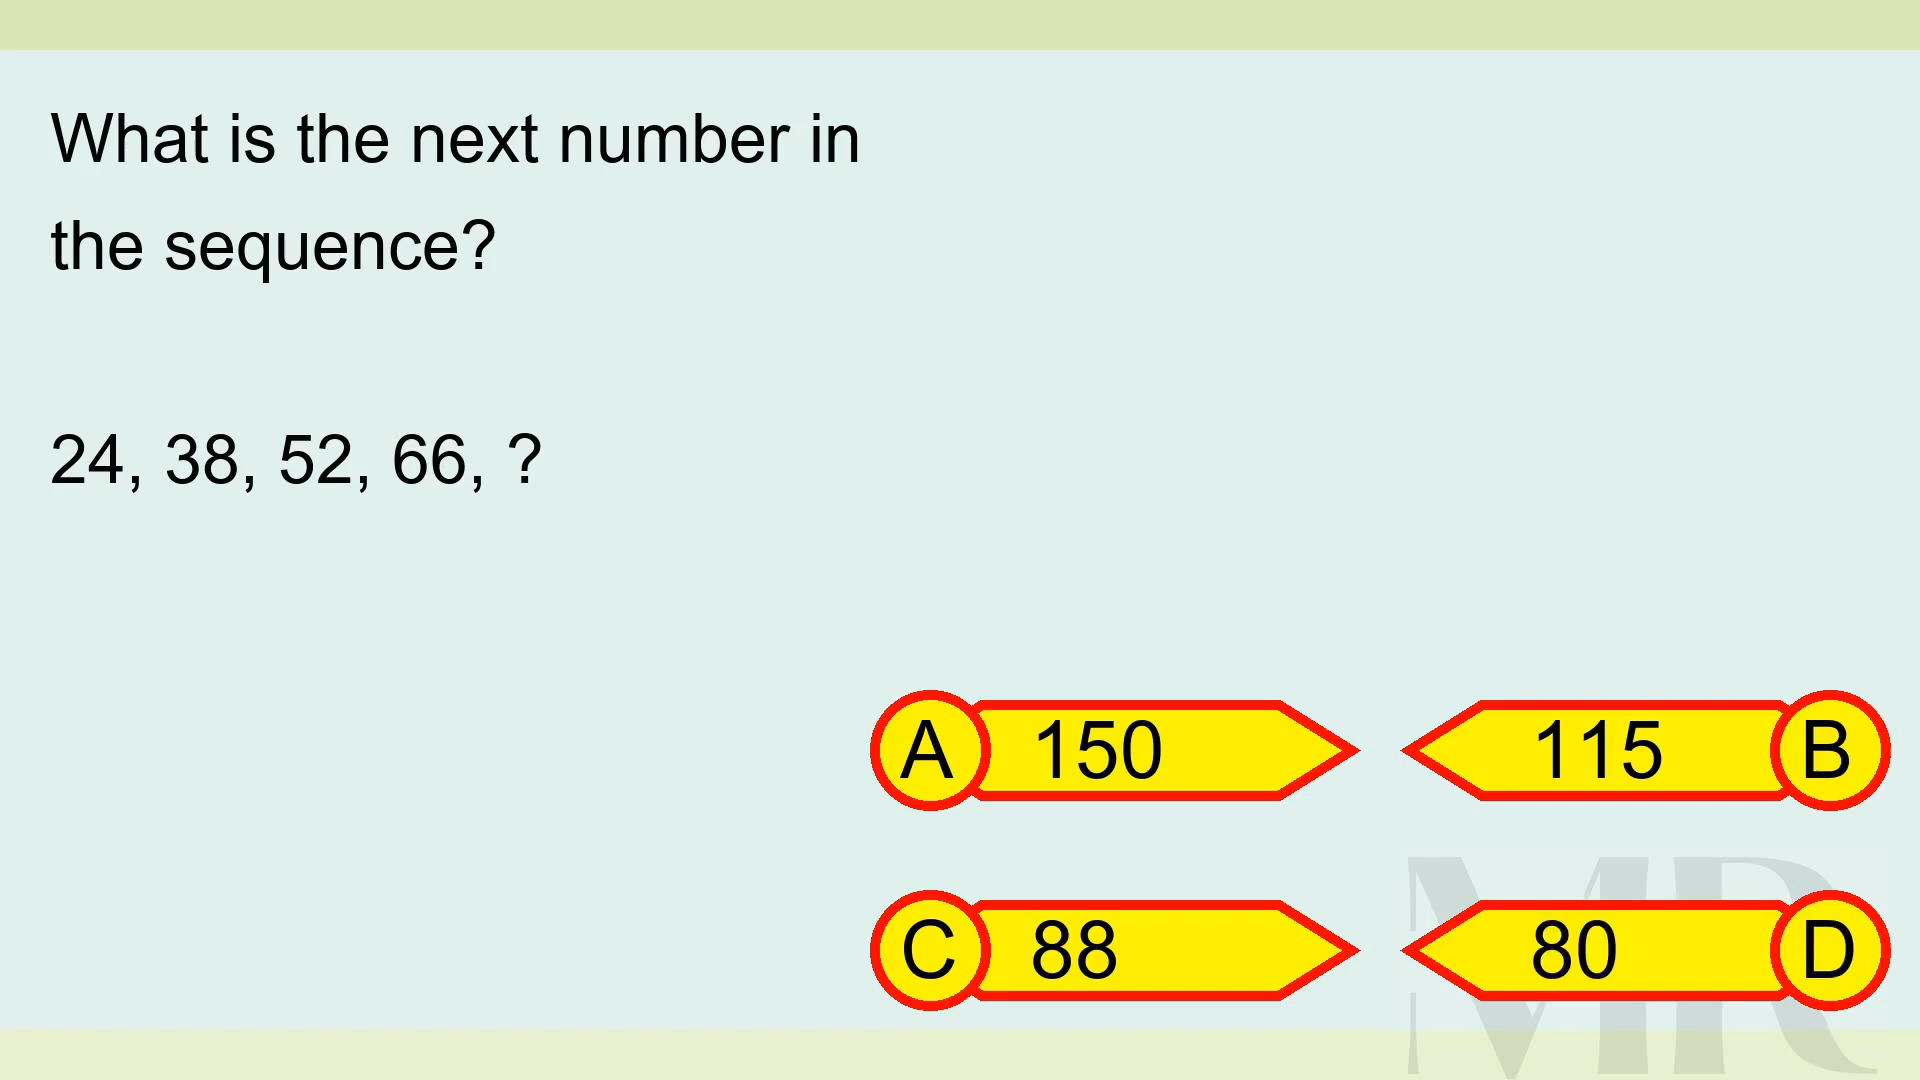 What is the next number in
the sequence?
24, 38, 52, 66, ?
A 150
115 B
C 88
80 D
MR